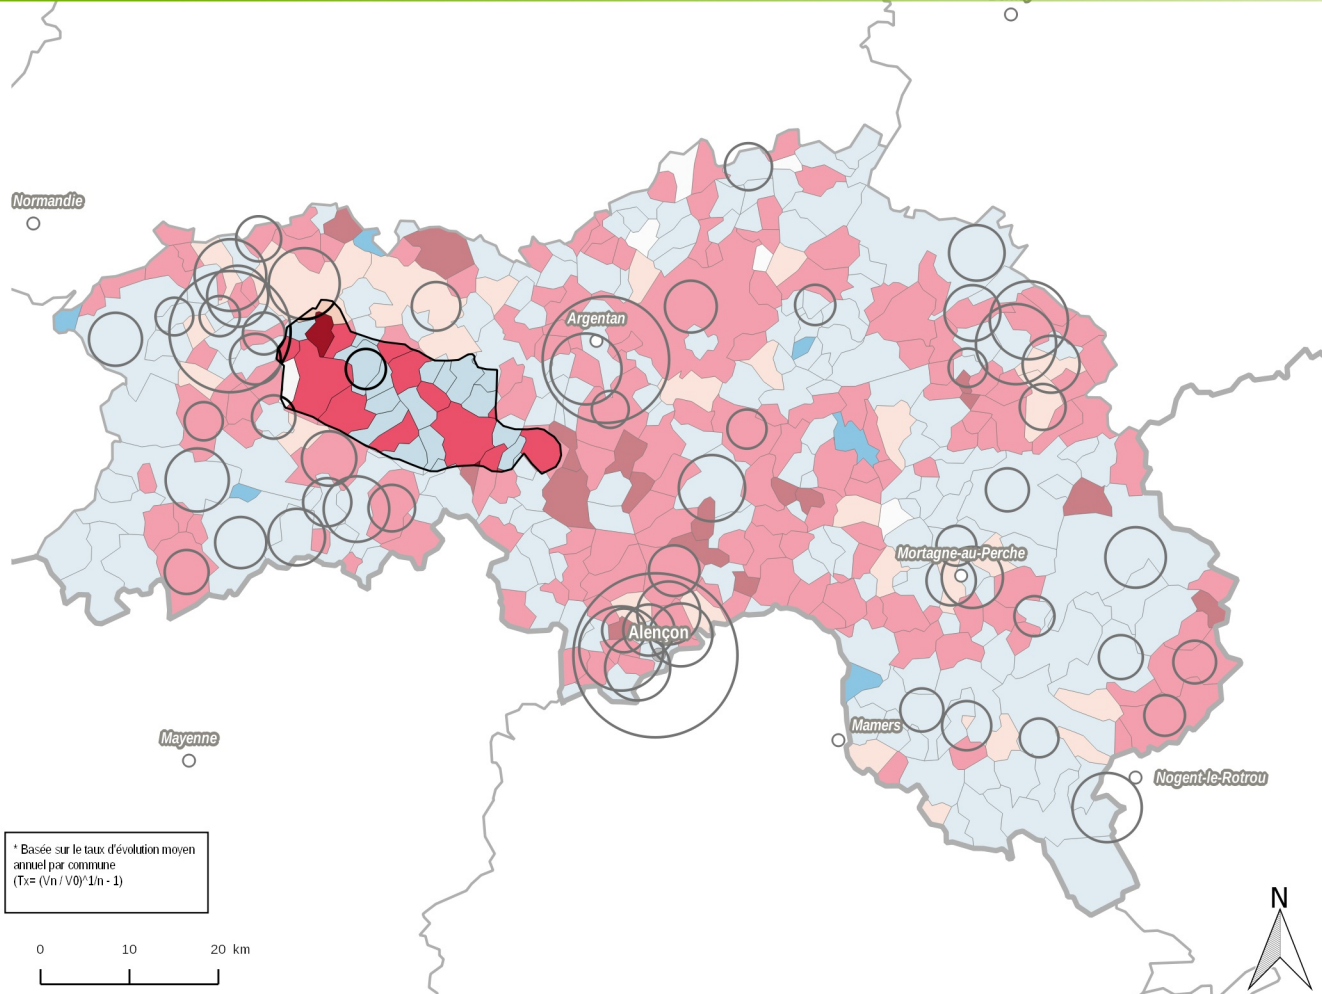 Normandie
Argentan
Mortagne-au-Perche
Alençon
Mamers
Mayenne
Nogent-le-Rotrou
* Basée sur le taux d'évolution moyen
annuel par commune
(Tx= (Vn / V0)^1/n - 1)
0 10 20 km
N